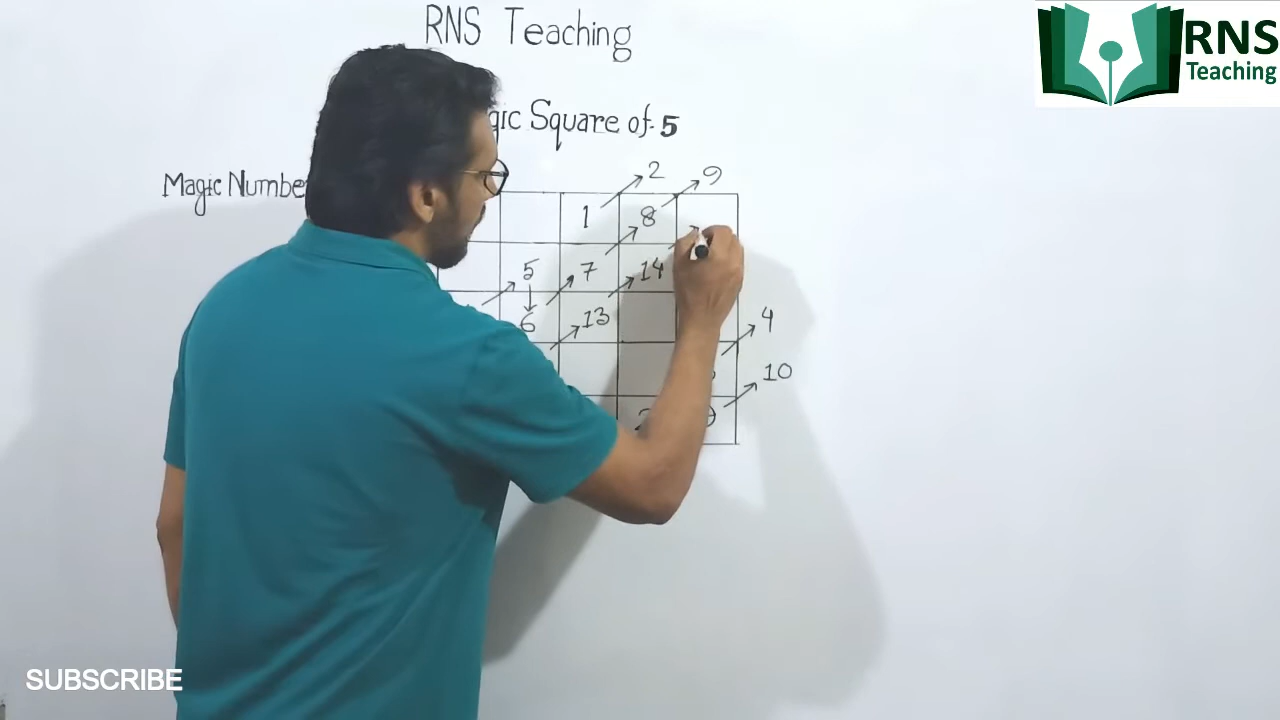 RNS Teaching
RNS
Teaching
gic Square of 5
Magic Number
2 9
1 8
5 7 14
6 13 4
10
SUBSCRIBE